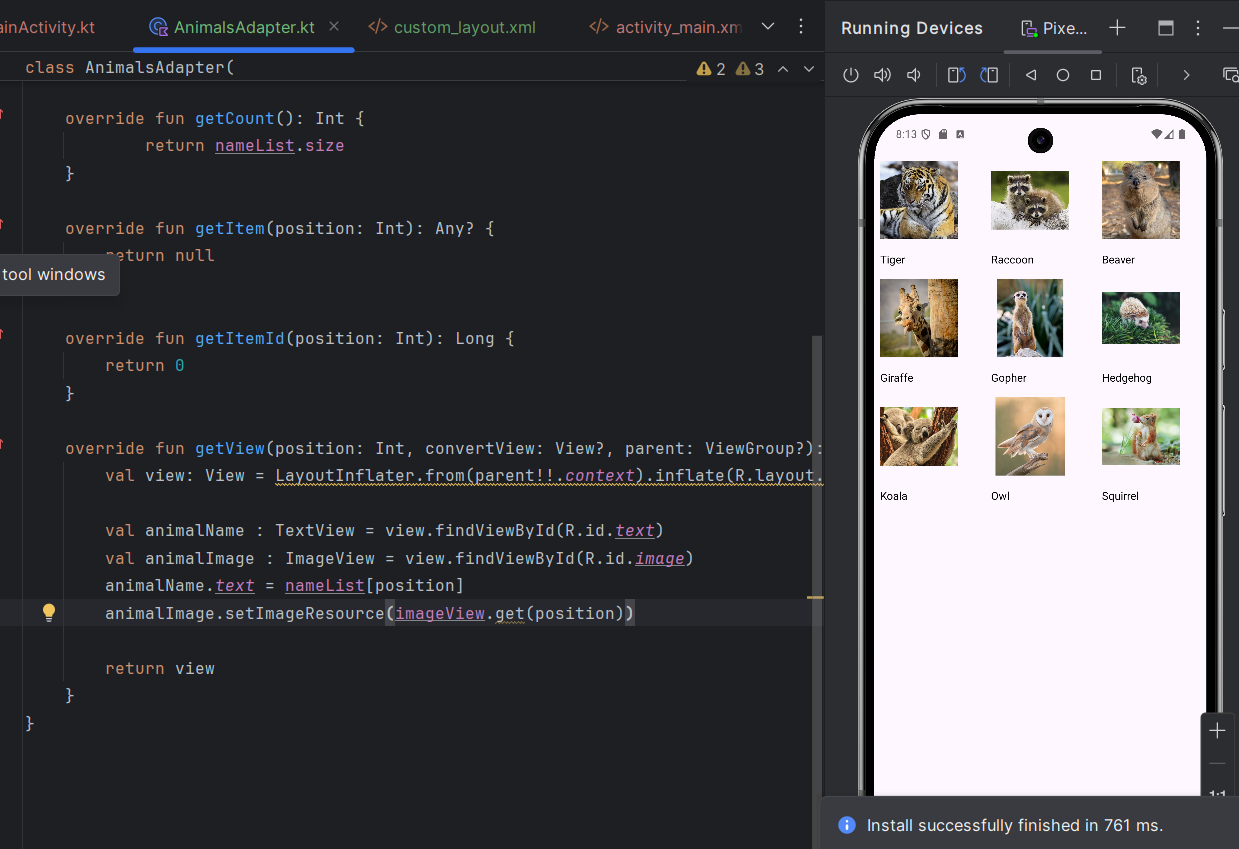 ainActivity.kt AnimalsAdapter.kt custom_layout.xml activity_main.xm
class AnimalsAdapter( 2 3
override fun getCount(): Int {
return nameList.size
}
override fun getItem(position: Int): Any? {
return null
tool windows
override fun getItemId(position: Int): Long {
return 0
}
override fun getView(position: Int, convertView: View?, parent: ViewGroup?):
val view: View = LayoutInflater.from(parent!!.context).inflate(R.layout.
val animalName : TextView = view.findViewById(R.id.text)
val animalImage : ImageView = view.findViewById(R.id.image)
animalName.text = nameList[position]
animalImage.setImageResource(imageView.get(position))
return view
}
}
Running Devices Pixe...
8:13
Tiger Raccoon Beaver
Giraffe Gopher Hedgehog
Koala Owl Squirrel
1:1
Install successfully finished in 761 ms.